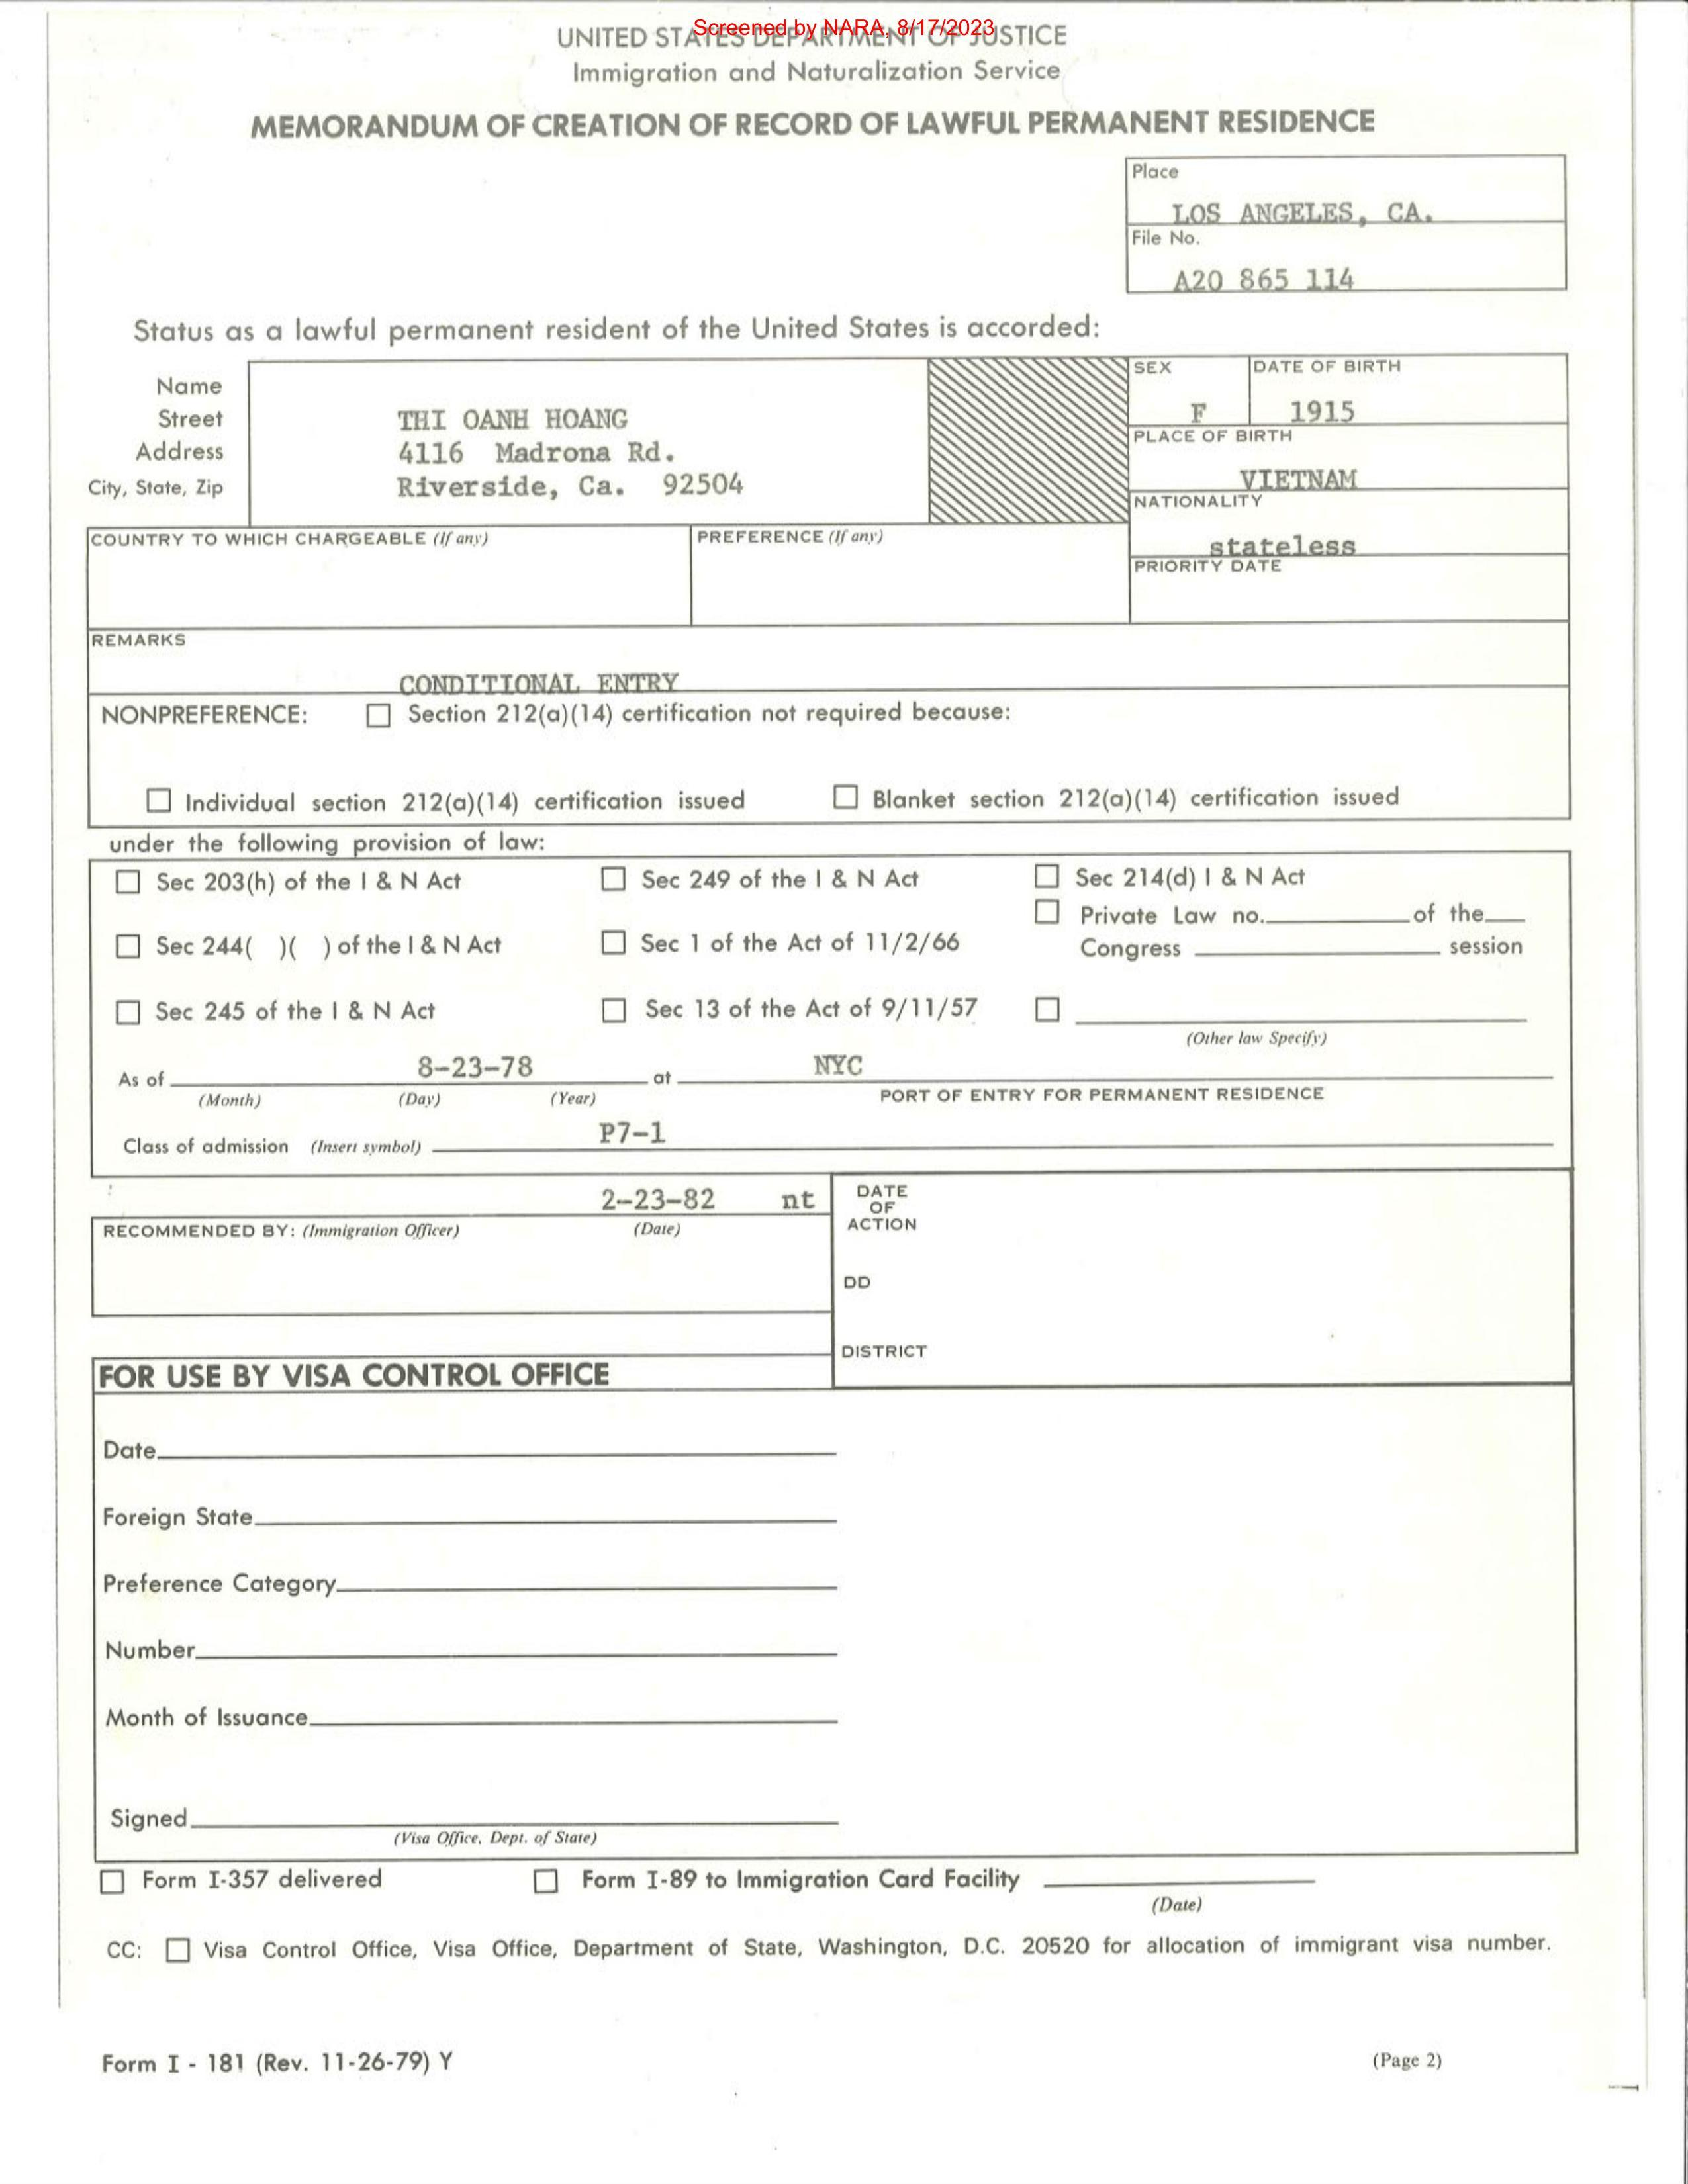 Screened by NARA, 8/17/2023
UNITED STATES DEPARTMENT OF JUSTICE
Immigration and Naturalization Service
MEMORANDUM OF CREATION OF RECORD OF LAWFUL PERMANENT RESIDENCE
Place
LOS ANGELES, CA.
File No.
A20 865 114
Status as a lawful permanent resident of the United States is accorded:
Name
Street
Address
City, State, Zip
THI OANH HOANG
4116 Madrona Rd.
Riverside, Ca. 92504
SEX
F
DATE OF BIRTH
1915
PLACE OF BIRTH
VIETNAM
NATIONALITY
stateless
PRIORITY DATE
COUNTRY TO WHICH CHARGEABLE (If any)
PREFERENCE (If any)
REMARKS
CONDITIONAL ENTRY
NONPREFERENCE: ☐ Section 212(a)(14) certification not required because:
☐ Individual section 212(a)(14) certification issued ☐ Blanket section 212(a)(14) certification issued
under the following provision of law:
☐ Sec 203(h) of the I & N Act ☐ Sec 249 of the I & N Act ☐ Sec 214(d) I & N Act
☐ Private Law no. of the
☐ Sec 244( )( ) of the I & N Act ☐ Sec 1 of the Act of 11/2/66 Congress session
☐ Sec 245 of the I & N Act ☐ Sec 13 of the Act of 9/11/57 ☐
(Other law Specify)
As of 8-23-78 at NYC
(Month) (Day) (Year) PORT OF ENTRY FOR PERMANENT RESIDENCE
Class of admission (Insert symbol) P7-1
2-23-82 nt
RECOMMENDED BY: (Immigration Officer) (Date)
DATE
OF
ACTION
DD
DISTRICT
FOR USE BY VISA CONTROL OFFICE
Date
Foreign State
Preference Category
Number
Month of Issuance
Signed
(Visa Office, Dept. of State)
☐ Form I-357 delivered ☐ Form I-89 to Immigration Card Facility
(Date)
CC: ☐ Visa Control Office, Visa Office, Department of State, Washington, D.C. 20520 for allocation of immigrant visa number.
Form I - 181 (Rev. 11-26-79) Y
(Page 2)